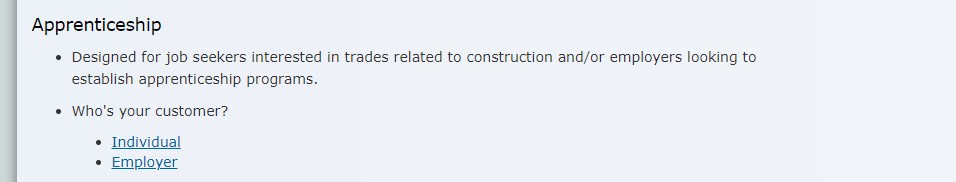 Apprenticeship
Designed for job seekers interested in trades related to construction and/or employers looking to
establish apprenticeship programs.
Who's your customer?
Individual
Employer